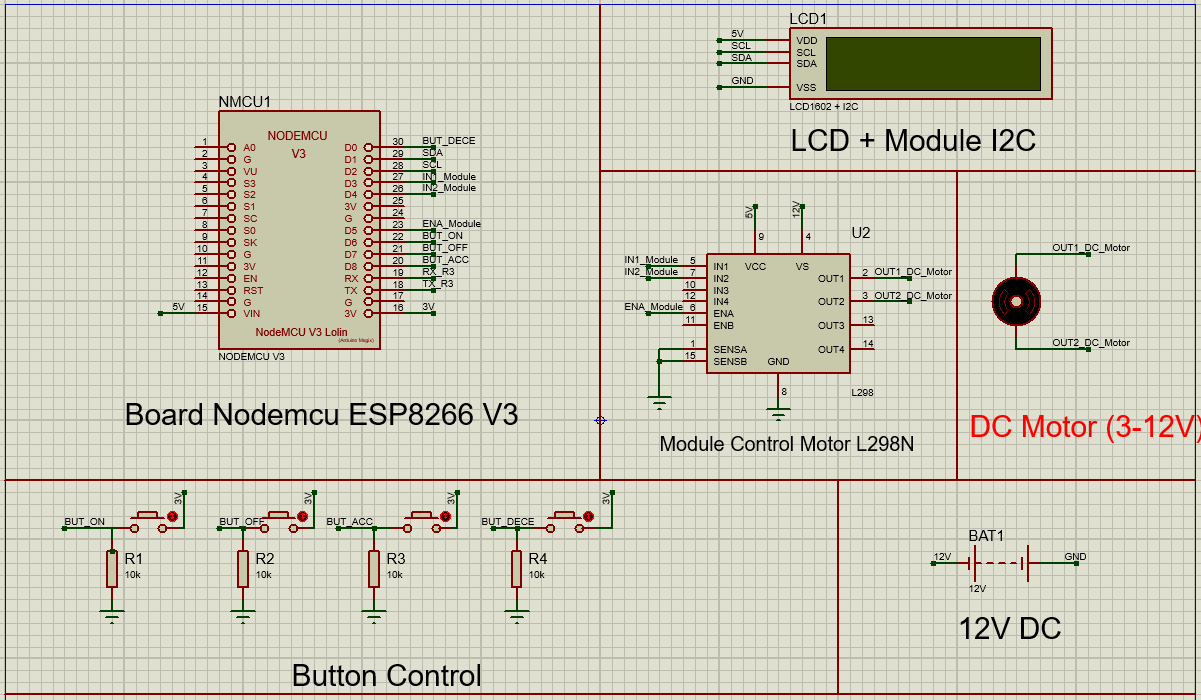 NMCU1
NODEMCU
V3
1 A0
2 G
3 VU
4 S3
5 S2
6 S1
7 SC
8 S0
9 SK
10 G
11 3V
12 EN
13 RST
14 G
5V 15 VIN
D0 30 BUT_DECE
D1 29 SDA
D2 28 SCL
D3 27 IN1_Module
D4 26 IN2_Module
3V 25
G 24
D5 23 ENA_Module
D6 22 BUT_ON
D7 21 BUT_OFF
D8 20 BUT_ACC
RX 19 RX_R3
TX 18 TX_R3
G 17
3V 16 3V
NodeMCU V3 Lolin
(Arduino Magix)
NODEMCU V3
Board Nodemcu ESP8266 V3
LCD1
5V VDD
SCL SCL
SDA SDA
GND VSS
LCD1602 + I2C
LCD + Module I2C
5V 12V
9 4
U2
VCC VS
IN1_Module 5 IN1
IN2_Module 7 IN2
10 IN3
12 IN4
ENA_Module 6 ENA
11 ENB
1 SENSA
15 SENSB
OUT1 2 OUT1_DC_Motor
OUT2 3 OUT2_DC_Motor
OUT3 13
OUT4 14
GND
8
L298
Module Control Motor L298N
OUT1_DC_Motor
OUT2_DC_Motor
DC Motor (3-12V)
BUT_ON 3V
R1
10k
BUT_OFF 3V
R2
10k
BUT_ACC 3V
R3
10k
BUT_DECE 3V
R4
10k
Button Control
BAT1
12V GND
12V
12V DC